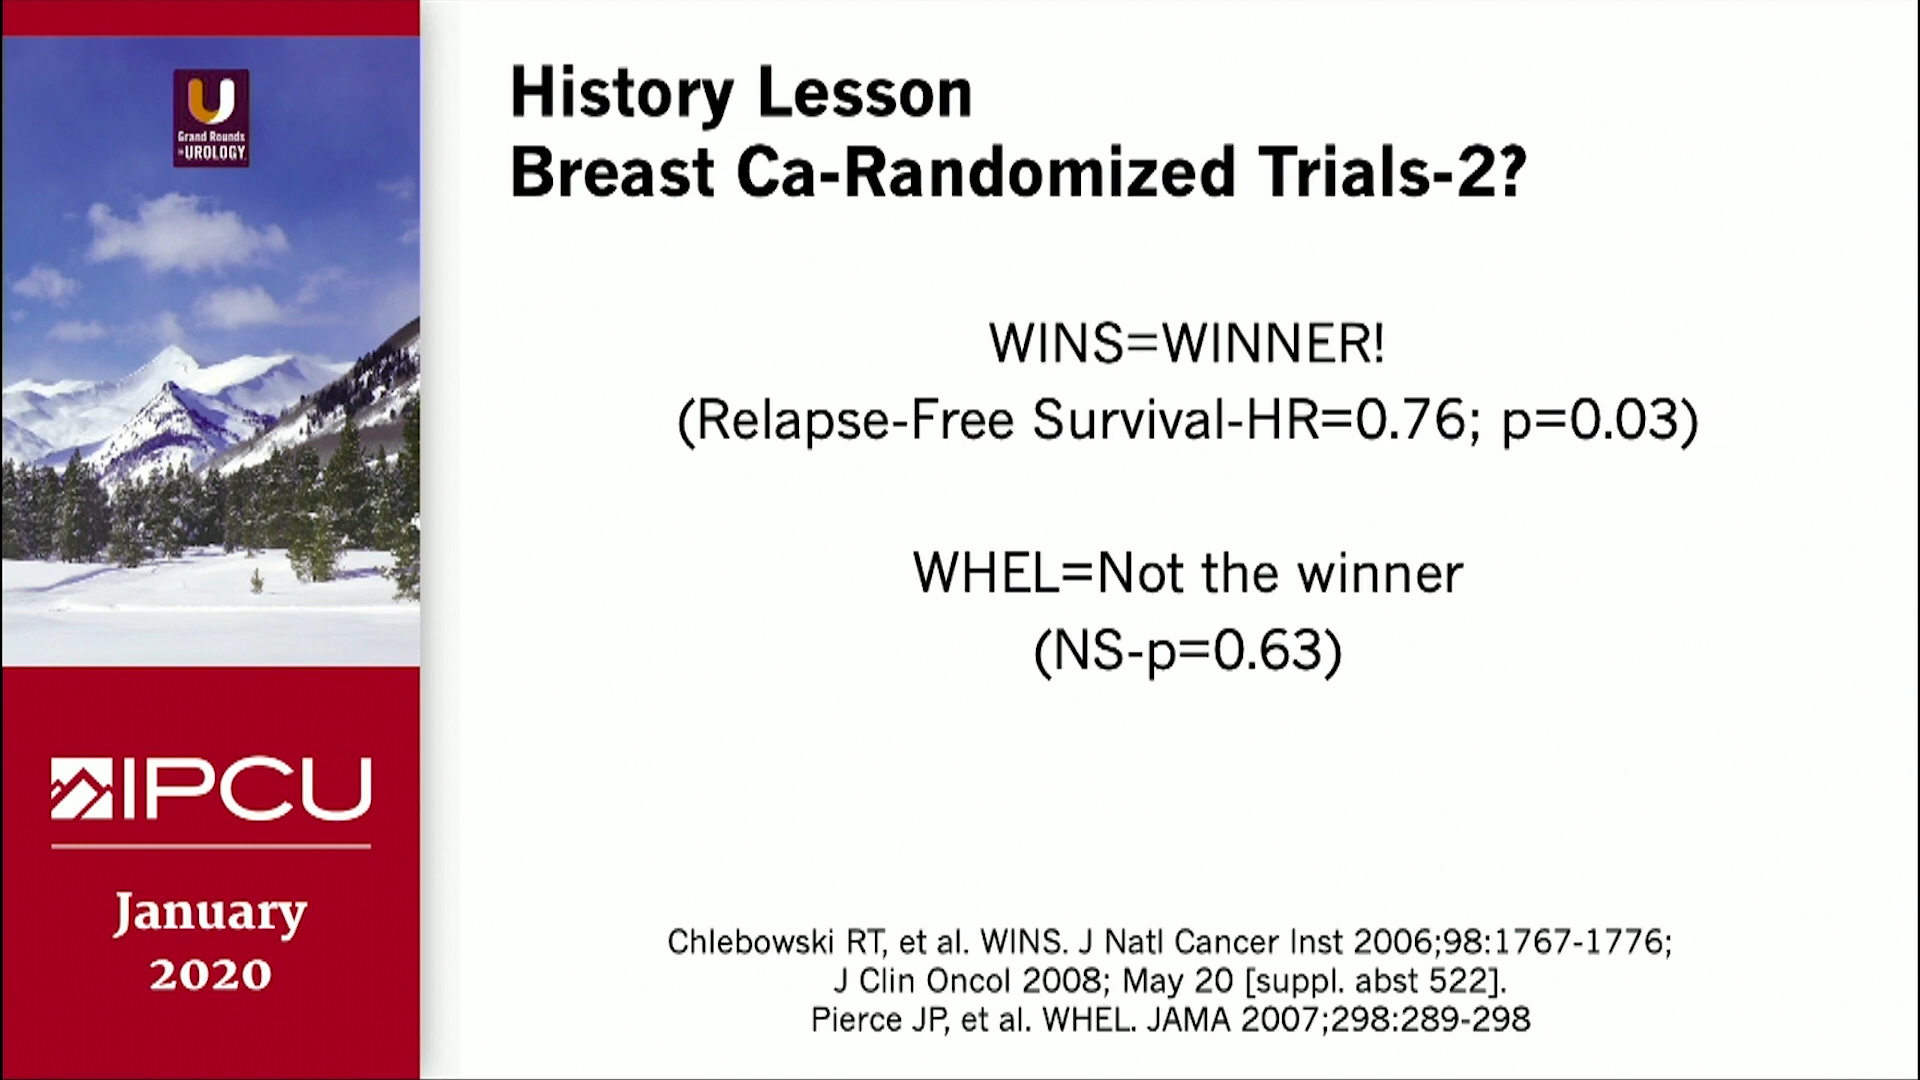 U
Grand Rounds
in UROLOGY
IPCU
January
2020
History Lesson
Breast Ca-Randomized Trials-2?
WINS=WINNER!
(Relapse-Free Survival-HR=0.76; p=0.03)
WHEL=Not the winner
(NS-p=0.63)
Chlebowski RT, et al. WINS. J Natl Cancer Inst 2006;98:1767-1776;
J Clin Oncol 2008; May 20 [suppl. abst 522].
Pierce JP, et al. WHEL. JAMA 2007;298:289-298